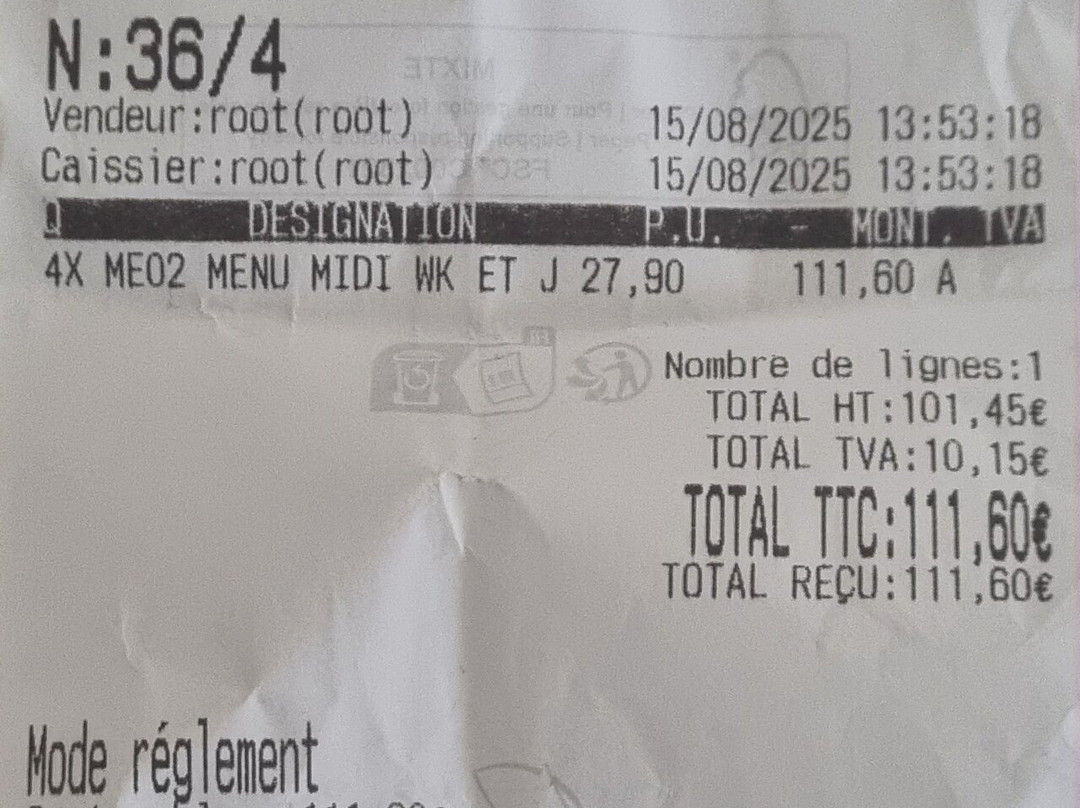 N:36/4
Vendeur:root(root) 15/08/2025 13:53:18
Caissier:root(root) 15/08/2025 13:53:18
Q DESIGNATION P.U. - MONT. TVA
4X ME02 MENU MIDI WK ET J 27,90 111,60 A
Nombre de lignes:1
TOTAL HT:101,45€
TOTAL TVA:10,15€
TOTAL TTC:111,60€
TOTAL REÇU:111,60€
Mode réglement